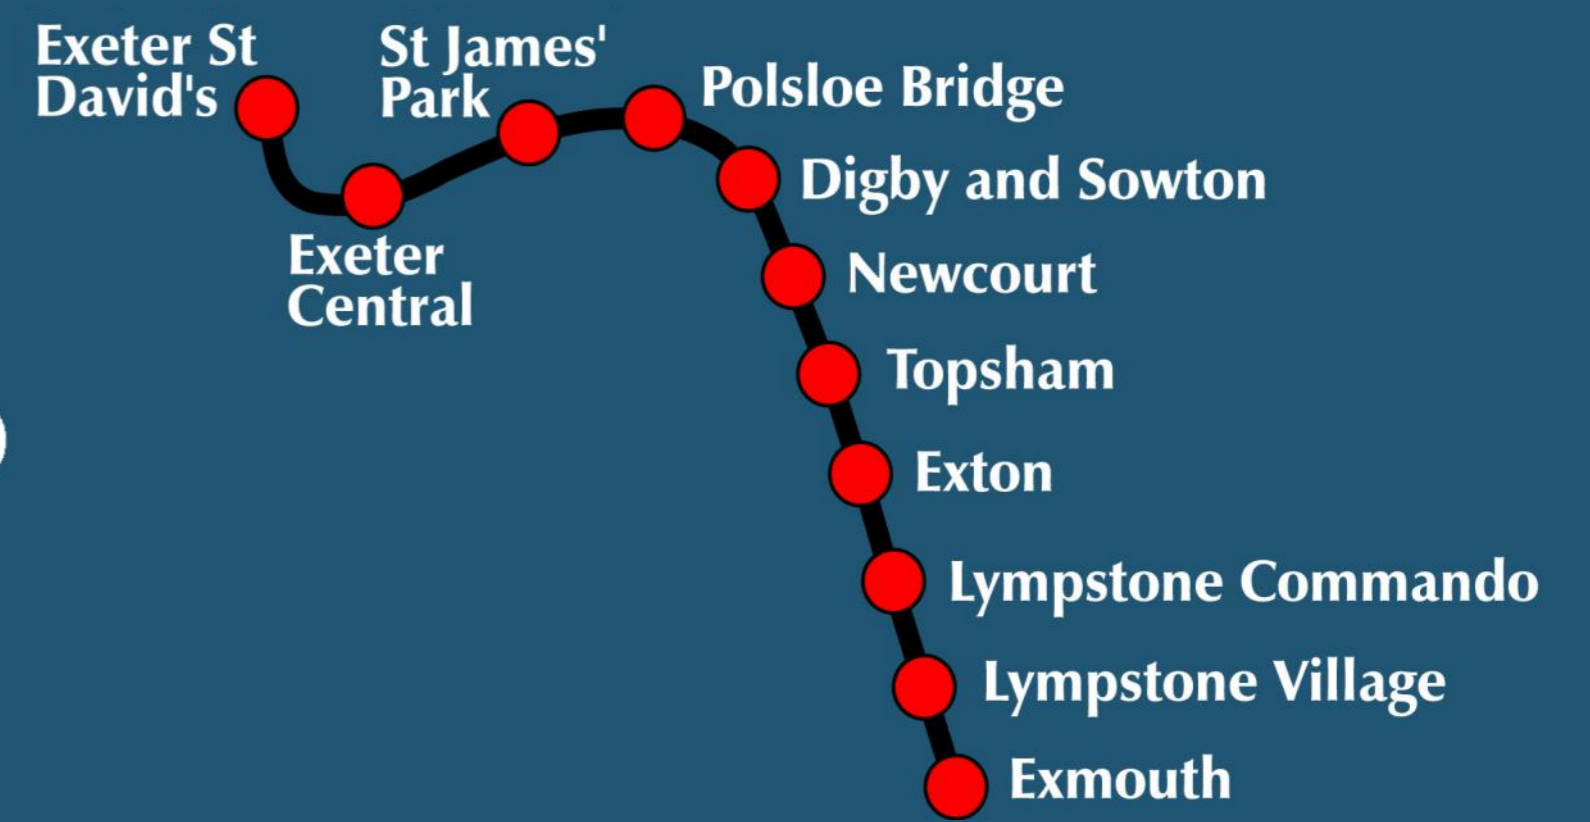 Exeter St
David's
St James'
Park
Polsloe Bridge
Digby and Sowton
Exeter
Central
Newcourt
Topsham
Exton
Lympstone Commando
Lympstone Village
Exmouth